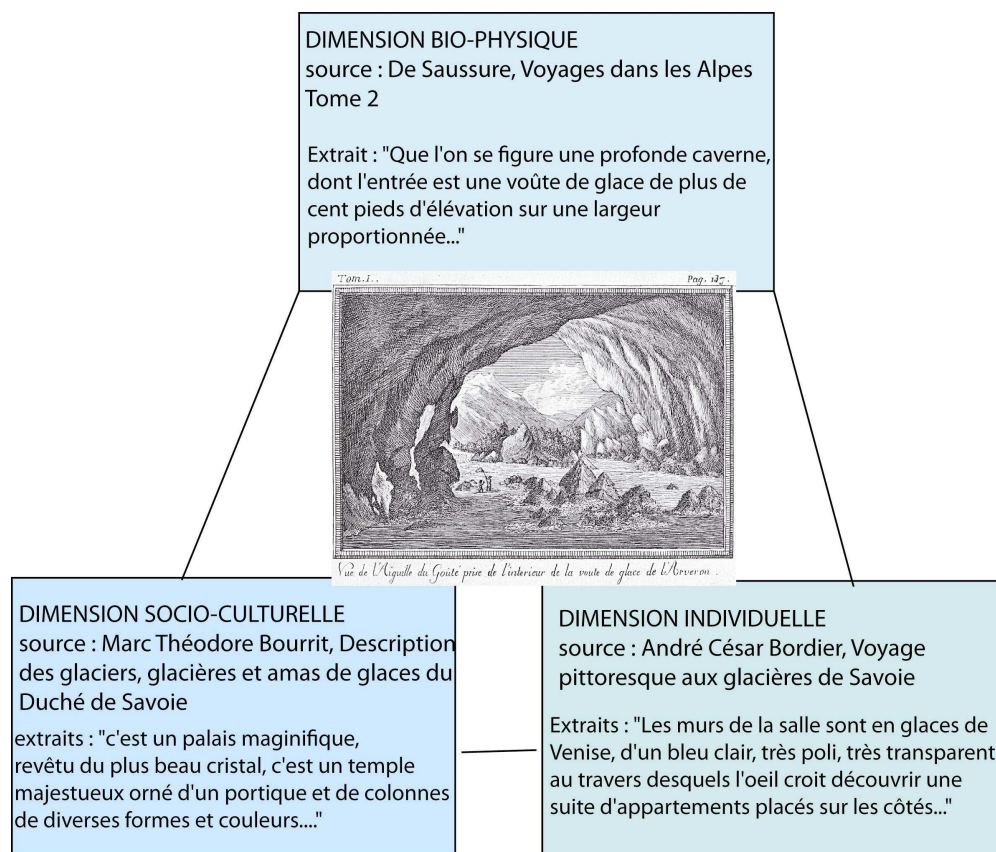 DIMENSION BIO-PHYSIQUE
source : De Saussure, Voyages dans les Alpes
Tome 2
Extrait : "Que l'on se figure une profonde caverne,
dont l'entrée est une voûte de glace de plus de
cent pieds d'élévation sur une largeur
proportionnée..."
Tom. I..
Pag. 137.
Vue de l'Aiguille du Goûté prise de l'interieur de la voute de glace de l'Arveron.
DIMENSION SOCIO-CULTURELLE
source : Marc Théodore Bourrit, Description
des glaciers, glacières et amas de glaces du
Duché de Savoie
extraits : "c'est un palais maginifique,
revêtu du plus beau cristal, c'est un temple
majestueux orné d'un portique et de colonnes
de diverses formes et couleurs...."
DIMENSION INDIVIDUELLE
source : André César Bordier, Voyage
pittoresque aux glacières de Savoie
Extraits : "Les murs de la salle sont en glaces de
Venise, d'un bleu clair, très poli, très transparent
au travers desquels l'oeil croit découvrir une
suite d'appartements placés sur les côtés..."